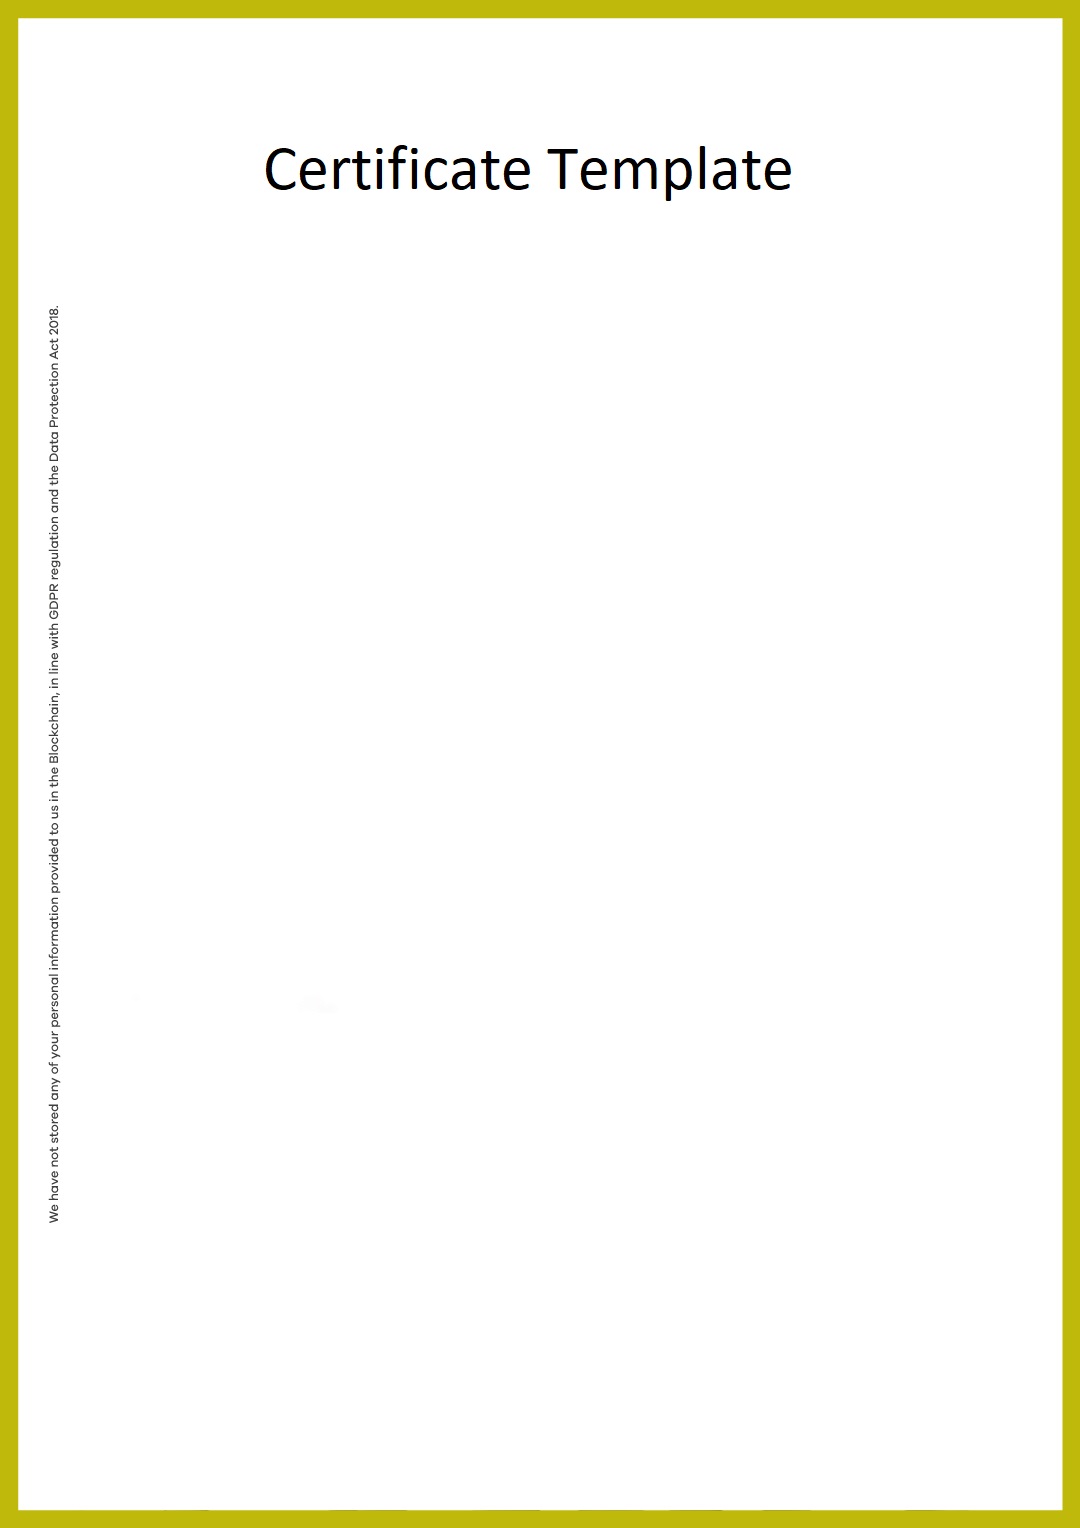 Certificate Template
We have not stored any of your personal information provided to us in the Blockchain, in line with GDPR regulation and the Data Protection Act 2018.